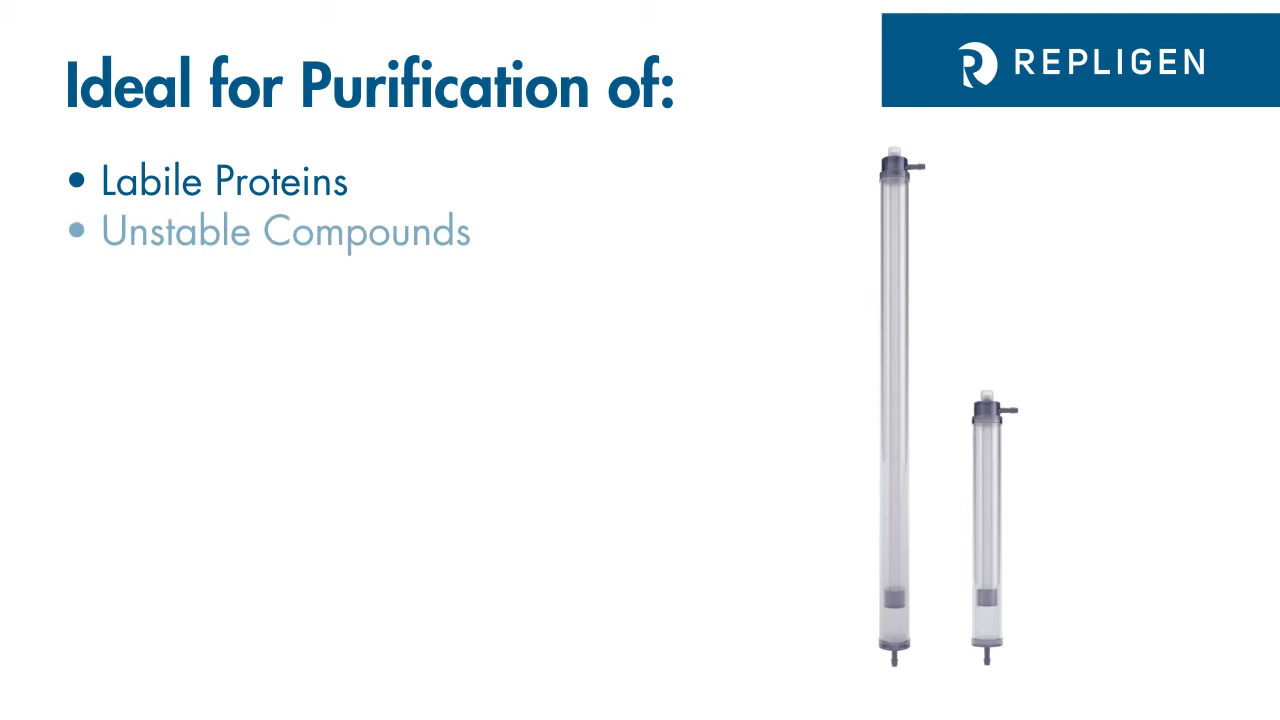 Ideal for Purification of:
REPLIGEN
• Labile Proteins
• Unstable Compounds